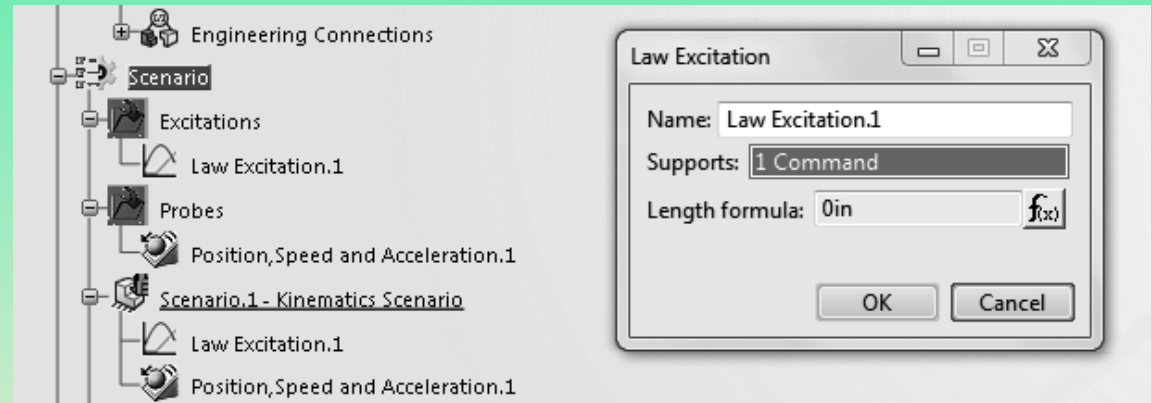 Engineering Connections
Scenario
Excitations
Law Excitation.1
Probes
Position,Speed and Acceleration.1
Scenario.1 - Kinematics Scenario
Law Excitation.1
Position,Speed and Acceleration.1
Law Excitation
Name: Law Excitation.1
Supports: 1 Command
Length formula: 0in f(x)
OK Cancel